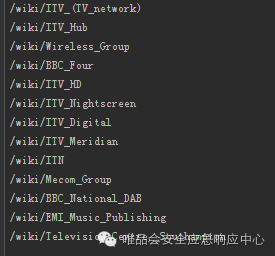 /wiki/ITV_(TV_network)
/wiki/ITV_Hub
/wiki/Wireless_Group
/wiki/BBC_Four
/wiki/ITV_HD
/wiki/ITV_Nightscreen
/wiki/ITV_Digital
/wiki/ITV_Meridian
/wiki/ITN
/wiki/Mecom_Group
/wiki/BBC_National_DAB
/wiki/EMI_Music_Publishing
/wiki/Television
唯品会安全应急响应中心